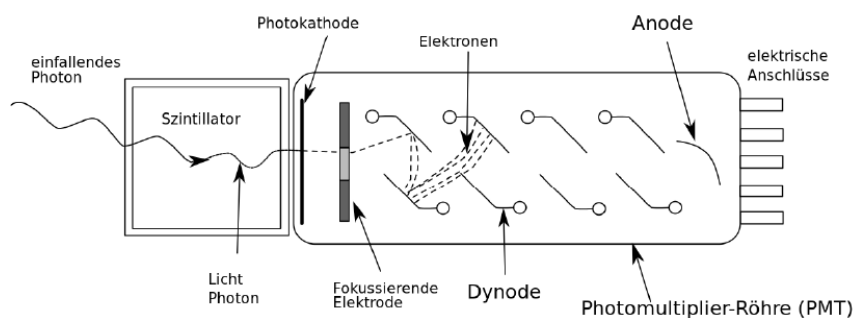 Photokathode
einfallendes
Photon
Elektronen
Anode
elektrische
Anschlüsse
Szintillator
Licht
Photon
Fokussierende
Elektrode
Dynode
Photomultiplier-Röhre (PMT)